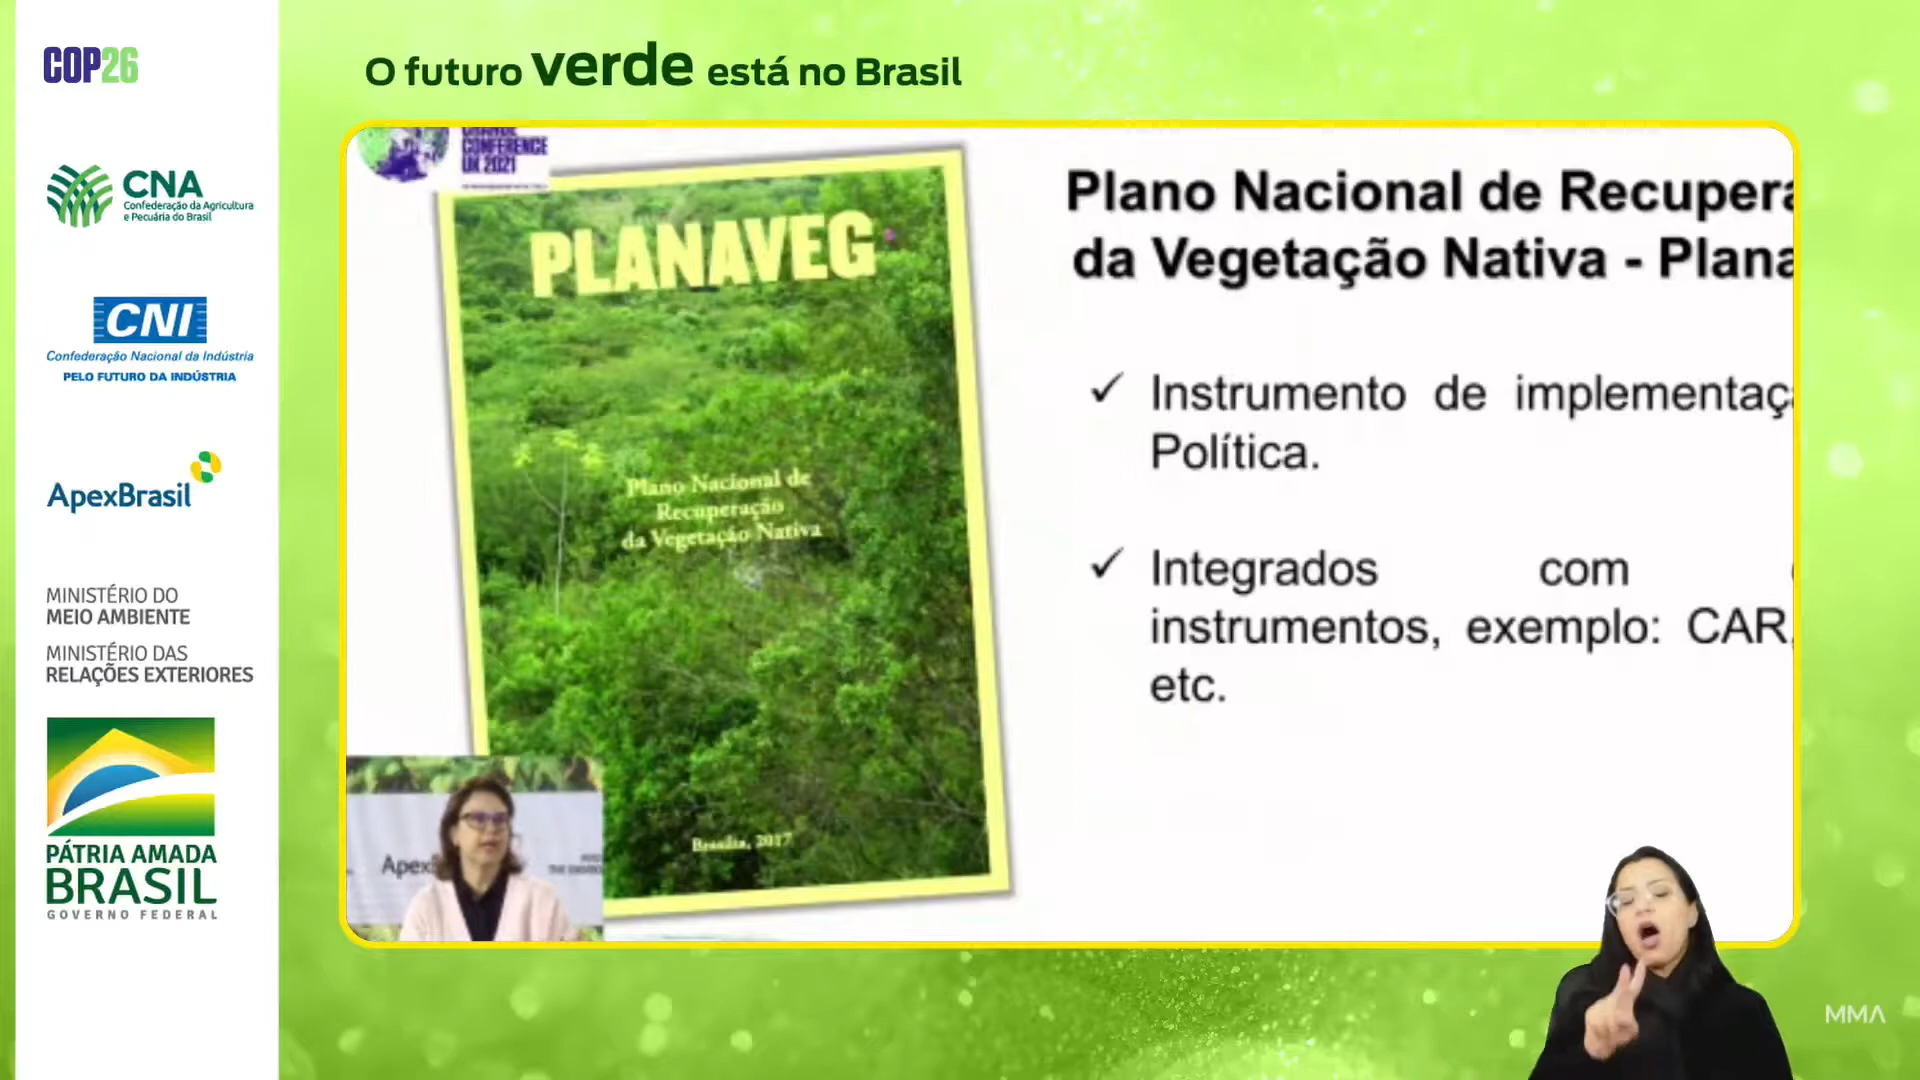 COP26
CNA
Confederação da Agricultura
e Pecuária do Brasil
CNI
Confederação Nacional da Indústria
PELO FUTURO DA INDÚSTRIA
ApexBrasil
MINISTÉRIO DO
MEIO AMBIENTE
MINISTÉRIO DAS
RELAÇÕES EXTERIORES
PÁTRIA AMADA
BRASIL
GOVERNO FEDERAL
O futuro verde está no Brasil
CHANGE
CONFERENCE
UK 2021
PLANAVEG
Plano Nacional de
Recuperação
da Vegetação Nativa
Brasília, 2017
Plano Nacional de Recupera
da Vegetação Nativa - Plana
✓ Instrumento de implementaç
Política.
✓ Integrados com
instrumentos, exemplo: CAR,
etc.
Apex
MMA